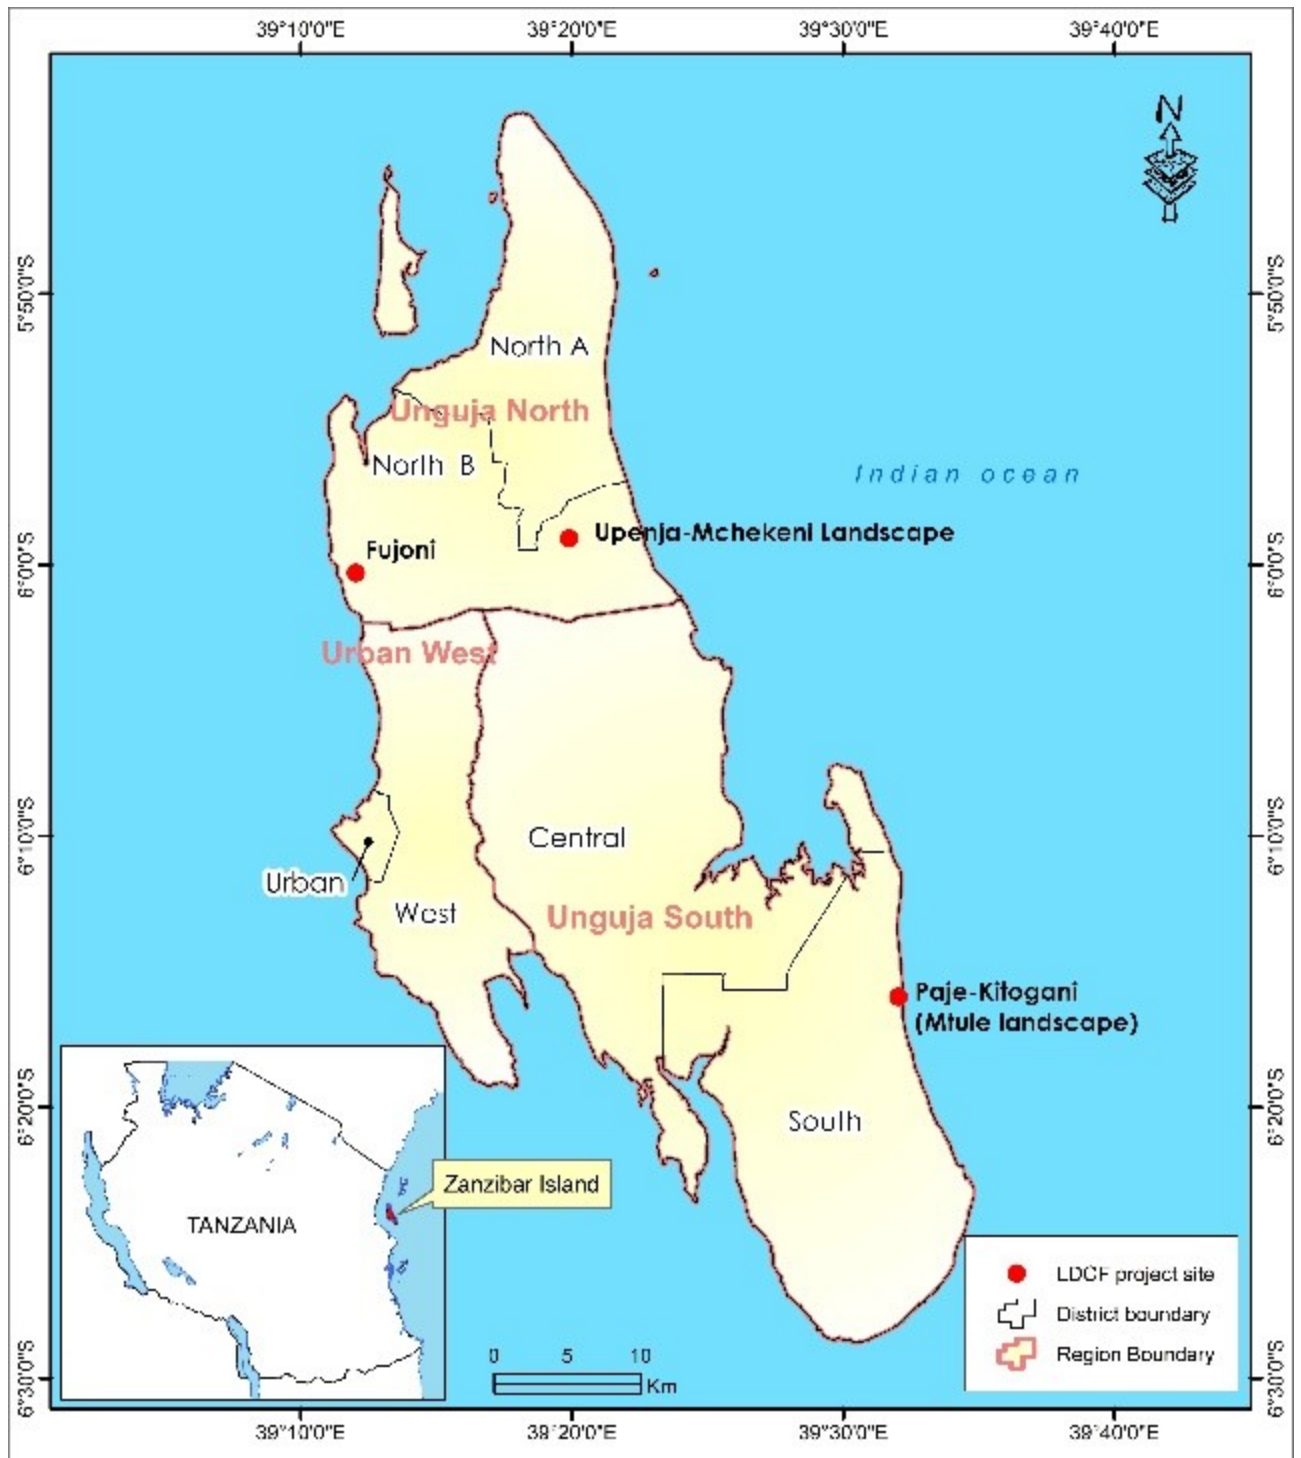 39°10'0"E 39°20'0"E 39°30'0"E 39°40'0"E
N
5°50'0"S 5°50'0"S
North A
Unguja North
North B
Indian ocean
Upenja-Mchekeni Landscape
Fujoni
6°0'0"S 6°0'0"S
Urban West
6°10'0"S 6°10'0"S
Central
Urban
West
Unguja South
Paje-Kitogani
(Mtule landscape)
6°20'0"S 6°20'0"S
South
Zanzibar Island
TANZANIA
LDCF project site
District boundary
Region Boundary
0 5 10
Km
6°30'0"S 6°30'0"S
39°10'0"E 39°20'0"E 39°30'0"E 39°40'0"E